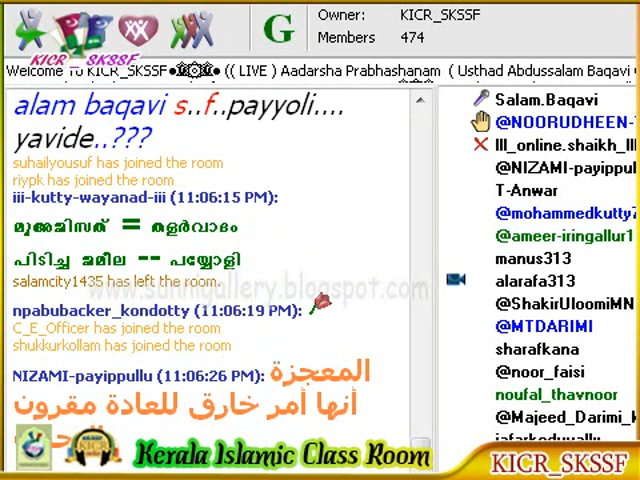 Owner: KICR_SKSSF
G
Members 474
KICR_SKSSF
Welcome To KICR_SKSSF (( LIVE ) Aadarsha Prabhashanam ( Usthad Abdussalam Baqavi
alam baqavi s..f..payyoli....
yavide..???
suhailyousuf has joined the room
riypk has joined the room
iii-kutty-wayanad-iii (11:06:15 PM):
മുഅജിസത് = തളർവാദം
പിടിച്ച ജമീല -- പയ്യോളി
salamcity1435 has left the room.
www.sunnigallery.blogspot.com
npabubacker_kondotty (11:06:19 PM):
C_E_Officer has joined the room
shukkurkollam has joined the room
NIZAMI-payippullu (11:06:26 PM): المعجزة
أنها أمر خارق للعادة مقرون
Salam.Baqavi
@NOORUDHEEN-
III_online.shaikh_III
@NIZAMI-payippull
T-Anwar
@mohammedkutty7
@ameer-iringallur1
manus313
alarafa313
@ShakirUloomiMN
@MTDARIMI
sharafkana
@noor_faisi
noufal_thavnoor
@Majeed_Darimi_k
jafarkoduvally
Kerala Islamic Class Room
KICR_SKSSF